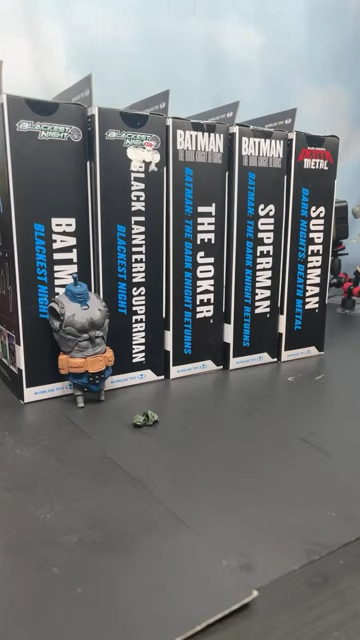 BLACKEST NIGHT
BATM
BLACKEST NIGHT
BLACKEST NIGHT
BLACK LANTERN SUPERMAN
BLACKEST NIGHT
BATMAN
THE DARK KNIGHT RETURNS
THE JOKER
BATMAN: THE DARK KNIGHT RETURNS
BATMAN
THE DARK KNIGHT RETURNS
SUPERMAN
BATMAN: THE DARK KNIGHT RETURNS
DEATH
METAL
SUPERMAN
DARK NIGHTS: DEATH METAL